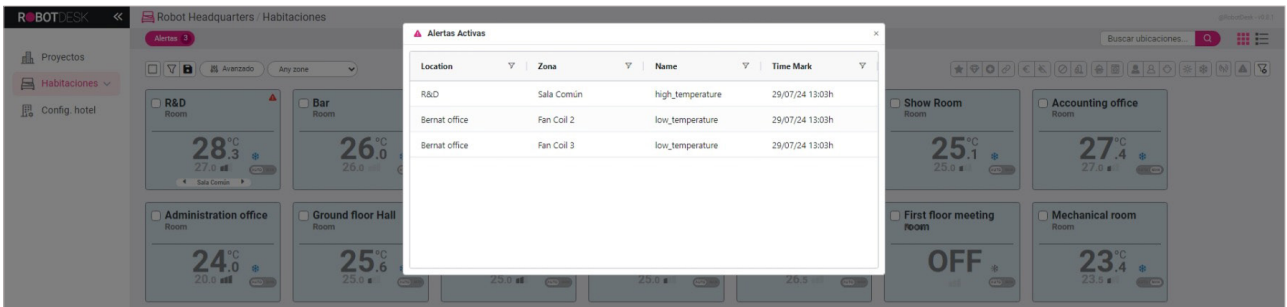 ROBOTDESK «
Robot Headquarters / Habitaciones
Alertas 3
Buscar ubicaciones...
Proyectos
Habitaciones
Config. hotel
Avanzado
Any zone
Alertas Activas ×
Location Zona Name Time Mark
R&D Sala Común high_temperature 29/07/24 13:03h
Bernat office Fan Coil 2 low_temperature 29/07/24 13:03h
Bernat office Fan Coil 3 low_temperature 29/07/24 13:03h
R&D
Room
28.3 °C
27.0
Sala Común
Bar
Room
26.0
26.0
Show Room
Room
25.1 °C
25.0
Accounting office
Room
27.4 °C
27.0
Administration office
Room
24.0 °C
20.0
Ground floor Hall
Room
25.6 °C
25.0
25.0
25.0
26.5
First floor meeting
room
Room
OFF
Mechanical room
Room
23.4 °C
23.5